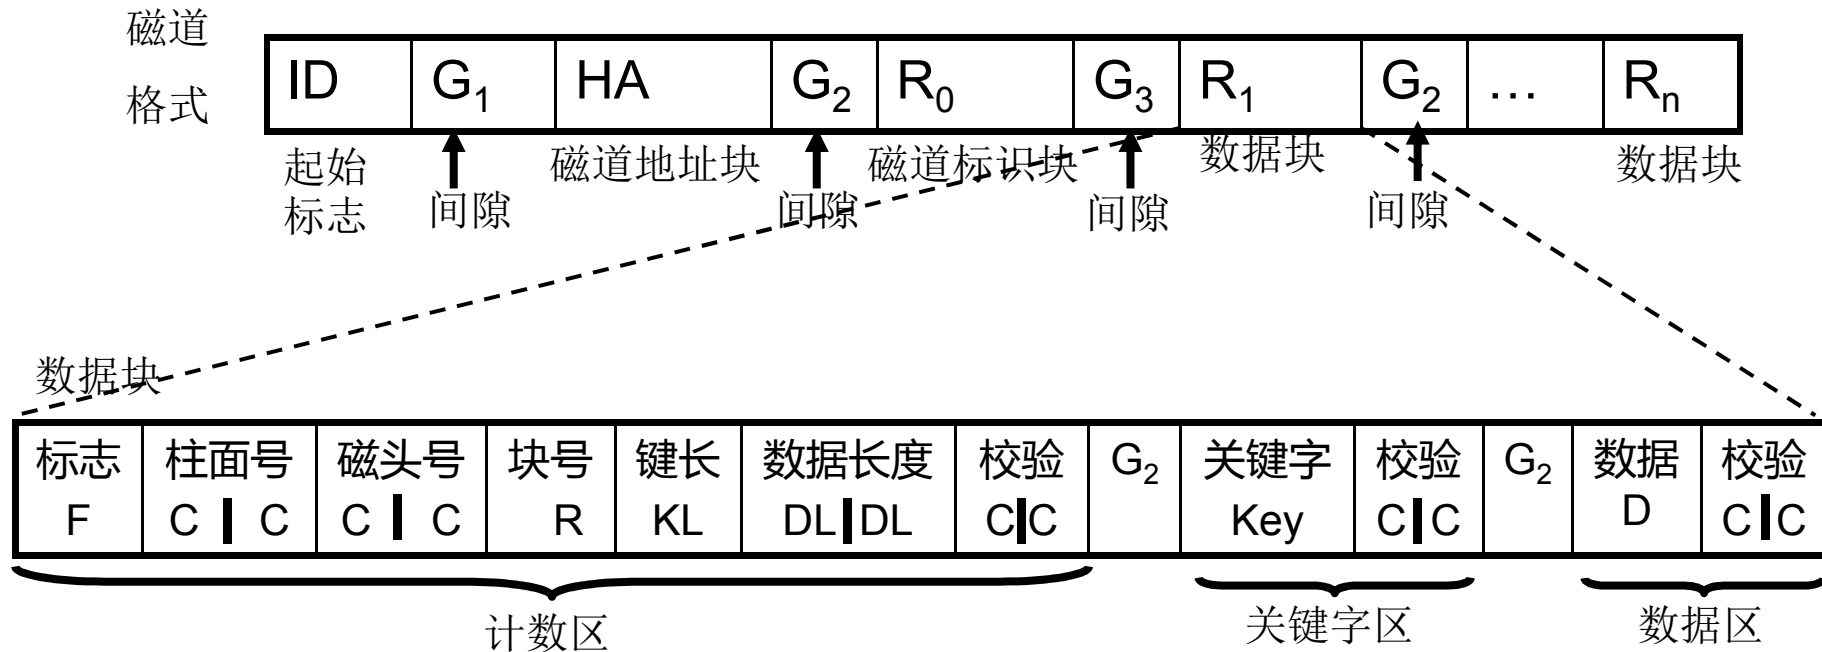 磁道
格式
ID G₁ HA G₂ R₀ G₃ R₁ G₂ … Rₙ
起始标志 间隙 磁道地址块 间隙 磁道标识块 间隙 数据块 间隙 数据块
数据块
标志 柱面号 磁头号 块号 键长 数据长度 校验 G₂ 关键字 校验 G₂ 数据 校验
F C C C C R KL DL DL C C Key C C D C C
计数区 关键字区 数据区